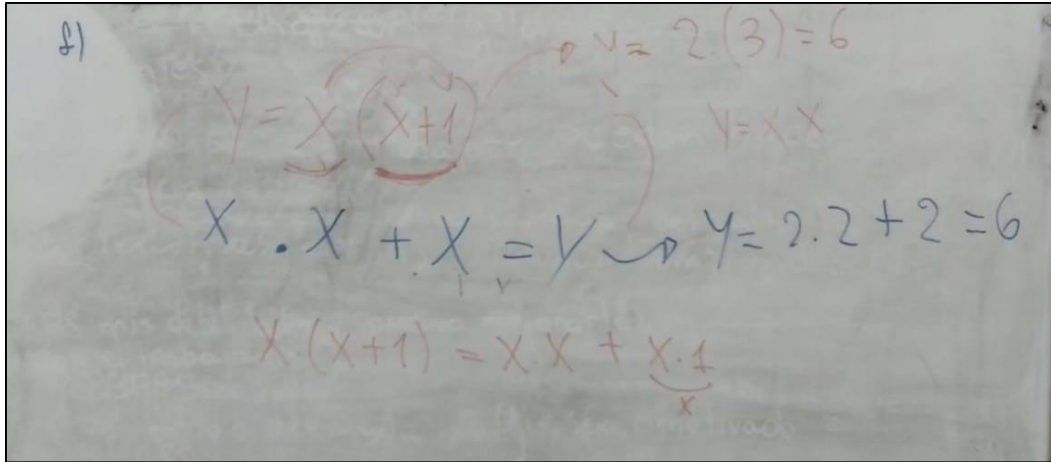 f)
y = 2.(3) = 6
y = x (x+1)
y = x.x
x . x + x = y → y = 2.2 + 2 = 6
x.(x+1) = x.x + x.1
x